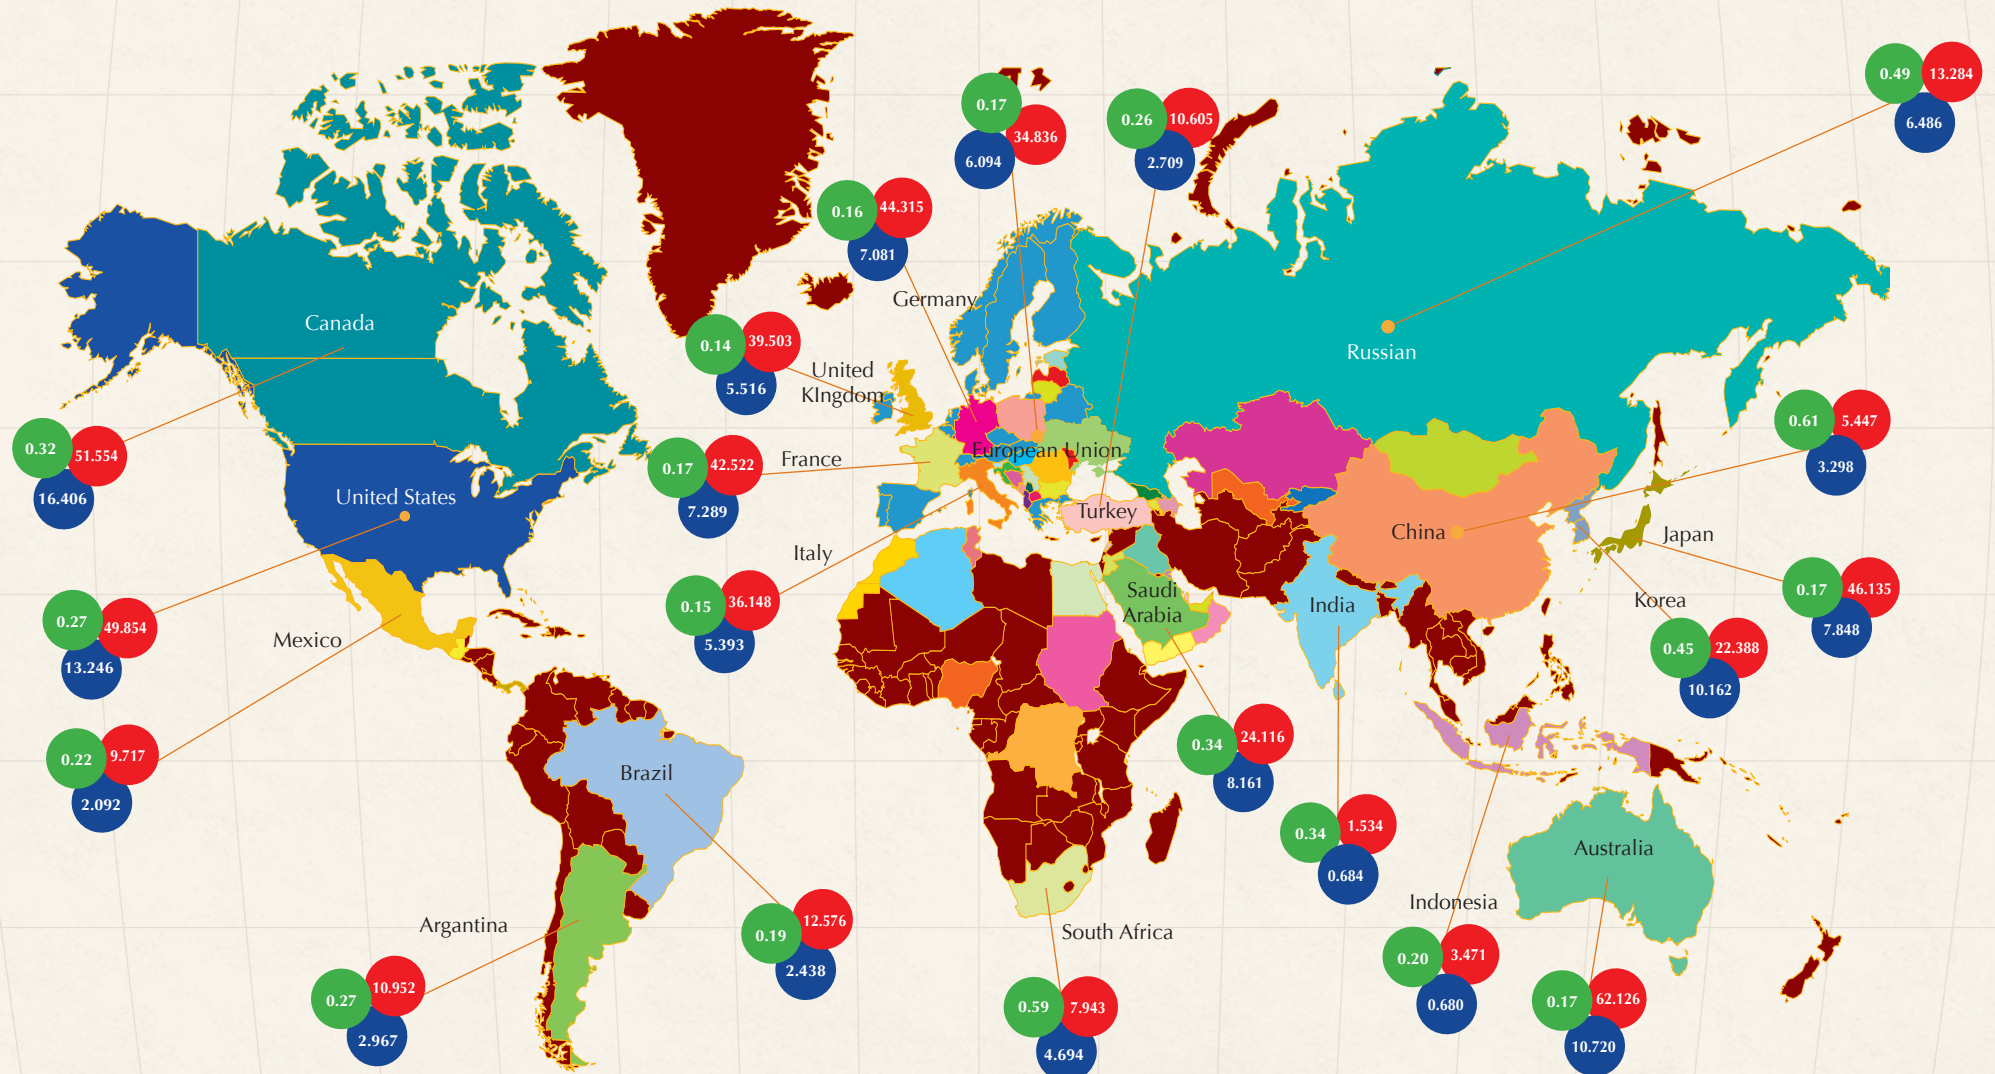 0.49
13.284
6.486
0.17
34.836
6.094
0.26
10.605
2.709
0.16
44.315
7.081
Germany
Canada
0.14
39.503
5.516
United
KIngdom
Russian
0.32
51.554
16.406
0.17
42.522
7.289
France
European Union
0.61
5.447
3.298
United States
Turkey
China
Japan
Italy
0.27
49.854
13.246
Mexico
0.15
36.148
5.393
Saudi
Arabia
India
Korea
0.17
46.135
7.848
0.45
22.388
10.162
0.22
9.717
2.092
Brazil
0.34
24.116
8.161
0.34
1.534
0.684
Australia
Indonesia
Argantina
0.19
12.576
2.438
South Africa
0.20
3.471
0.680
0.27
10.952
2.967
0.59
7.943
4.694
0.17
62.126
10.720